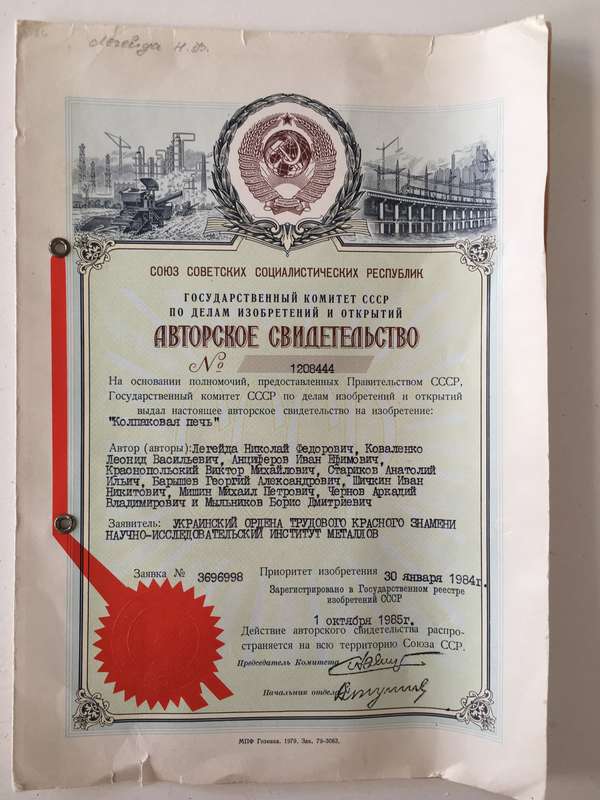 Легейда Н.Ф.
СОЮЗ СОВЕТСКИХ СОЦИАЛИСТИЧЕСКИХ РЕСПУБЛИК
ГОСУДАРСТВЕННЫЙ КОМИТЕТ СССР
ПО ДЕЛАМ ИЗОБРЕТЕНИЙ И ОТКРЫТИЙ
АВТОРСКОЕ СВИДЕТЕЛЬСТВО
№ 1208444
На основании полномочий, предоставленных Правительством СССР,
Государственный комитет СССР по делам изобретений и открытий
выдал настоящее авторское свидетельство на изобретение:
"Колпаковая печь"
Автор (авторы): Легейда Николай Федорович, Коваленко
Леонид Васильевич, Анциферов Иван Ефимович,
Краснопольский Виктор Михайлович, Стариков Анатолий
Ильич, Барышев Георгий Александрович, Шичкин Иван
Никитович, Мишин Михаил Петрович, Чернов Аркадий
Владимирович и Мыльников Борис Дмитриевич
Заявитель: УКРАИНСКИЙ ОРДЕНА ТРУДОВОГО КРАСНОГО ЗНАМЕНИ
НАУЧНО-ИССЛЕДОВАТЕЛЬСКИЙ ИНСТИТУТ МЕТАЛЛОВ
Заявка № 3696998 Приоритет изобретения 30 января 1984г.
Зарегистрировано в Государственном реестре
изобретений СССР
1 октября 1985г.
Действие авторского свидетельства распро-
страняется на всю территорию Союза ССР.
Председатель Комитета
Начальник отдела
МПФ Гознака. 1979. Зак. 79-3083.